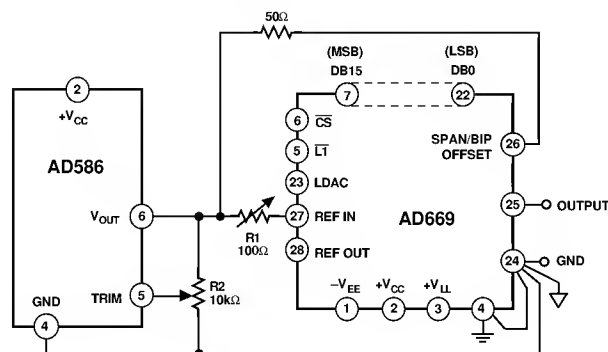 50Ω
(MSB) (LSB)
DB15 DB0
2
+VCC
7
22
6 CS
5 L1
SPAN/BIP
OFFSET
26
AD586
23 LDAC
VOUT 6
R1
100Ω
27 REF IN
AD669
25 OUTPUT
28 REF OUT
TRIM 5
R2
10kΩ
24 GND
–VEE +VCC +VLL
GND
4
1 2 3 4